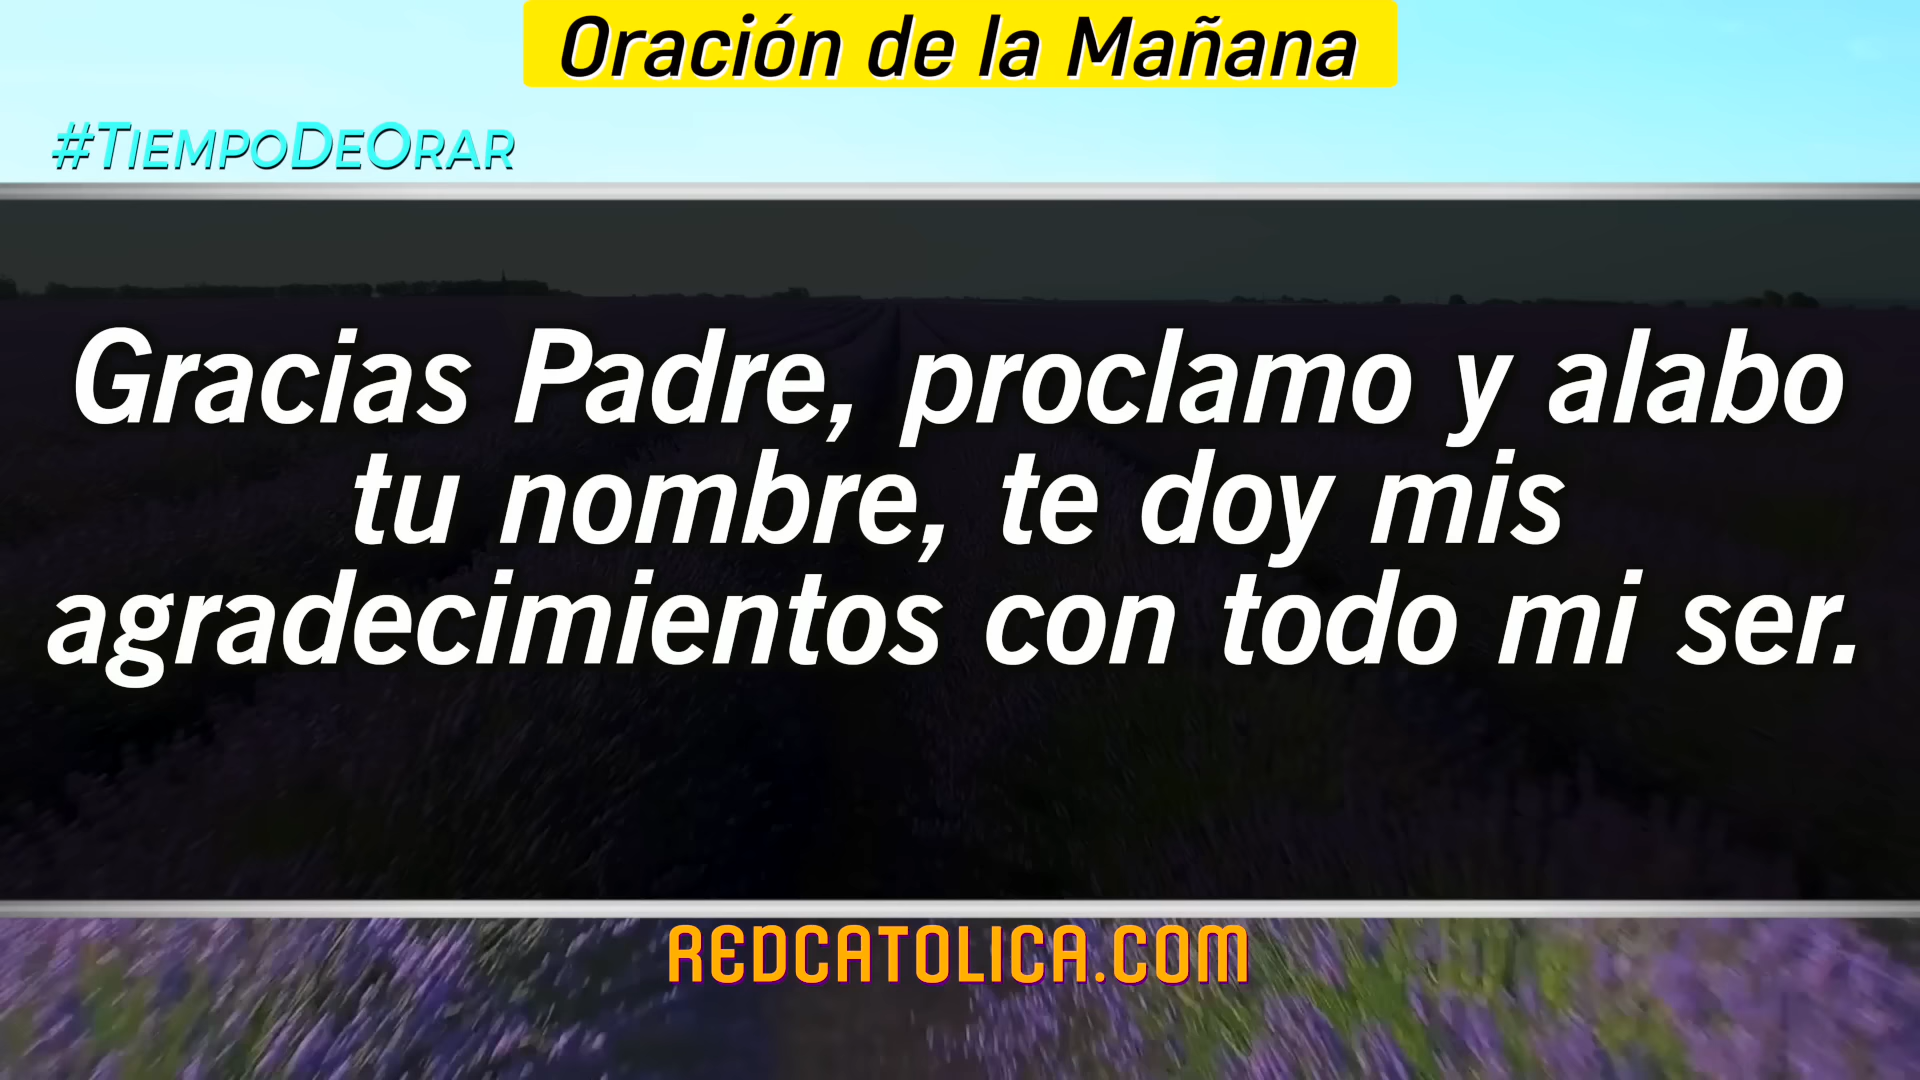 Oración de la Mañana
#TiempoDeOrar
Gracias Padre, proclamo y alabo
tu nombre, te doy mis
agradecimientos con todo mi ser.
REDCATOLICA.COM